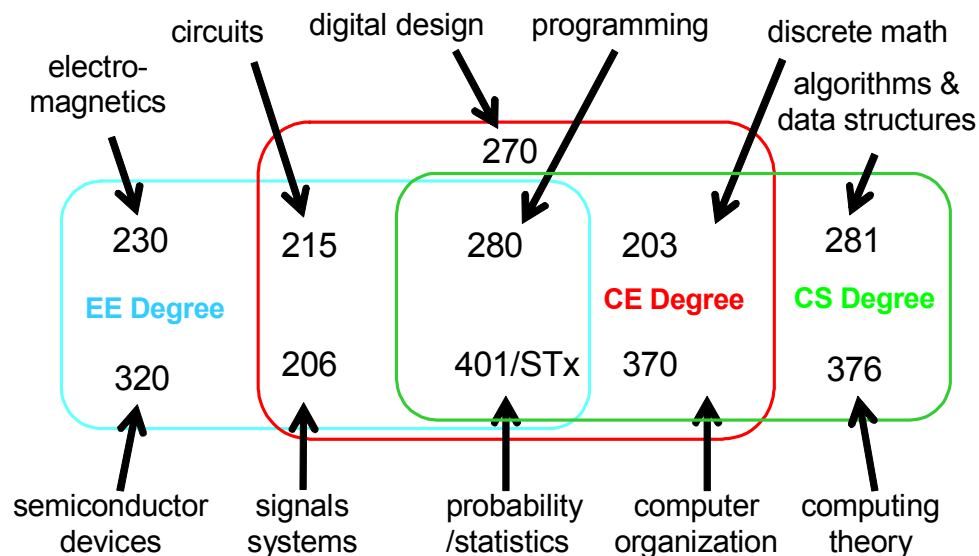 circuits
digital design
programming
discrete math
electro-
magnetics
algorithms &
data structures
270
230
215
280
203
281
EE Degree
CE Degree
CS Degree
320
206
401/STx
370
376
semiconductor
devices
signals
systems
probability
/statistics
computer
organization
computing
theory